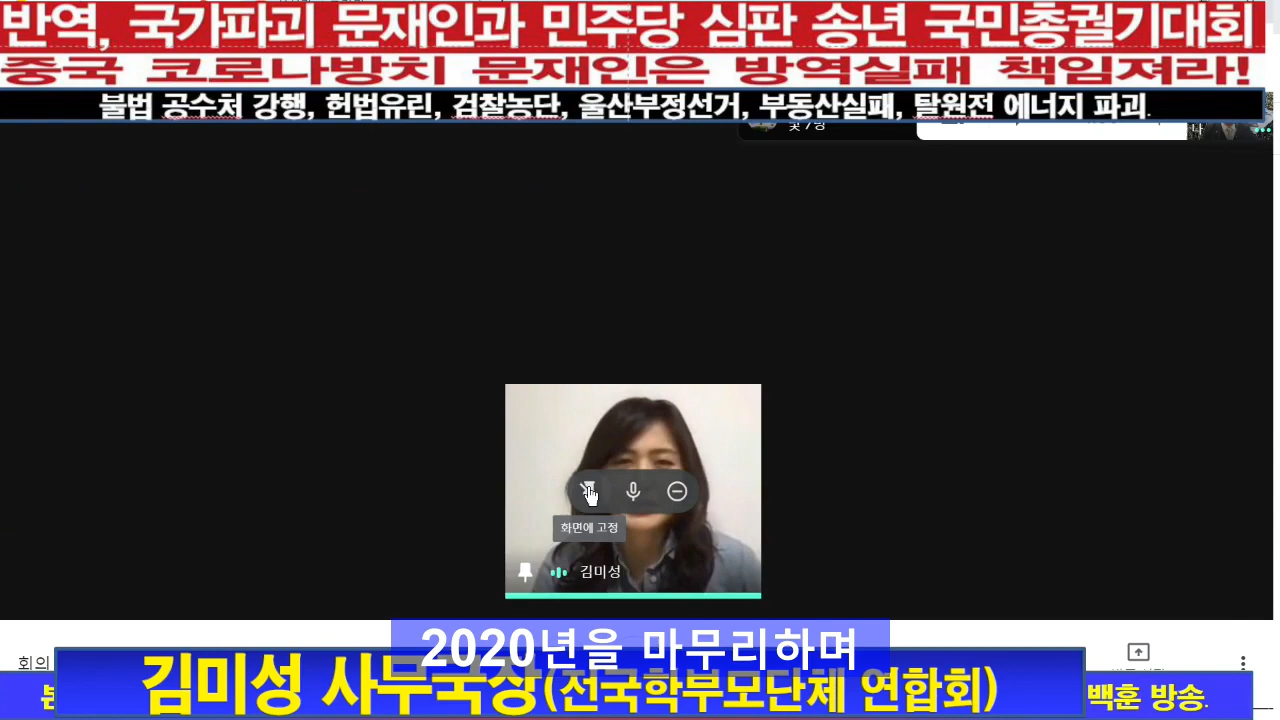 반역, 국가파괴 문재인과 민주당 심판 송년 국민총궐기대회
중국 코로나방치 문재인은 방역실패 책임져라!
불법 공수처 강행, 헌법유린, 검찰농단, 울산부정선거, 부동산실패, 탈원전 에너지 파괴.
화면에 고정
김미성
2020년을 마무리하며
회의
김미성 사무국장(전국학부모단체 연합회)
백훈 방송.